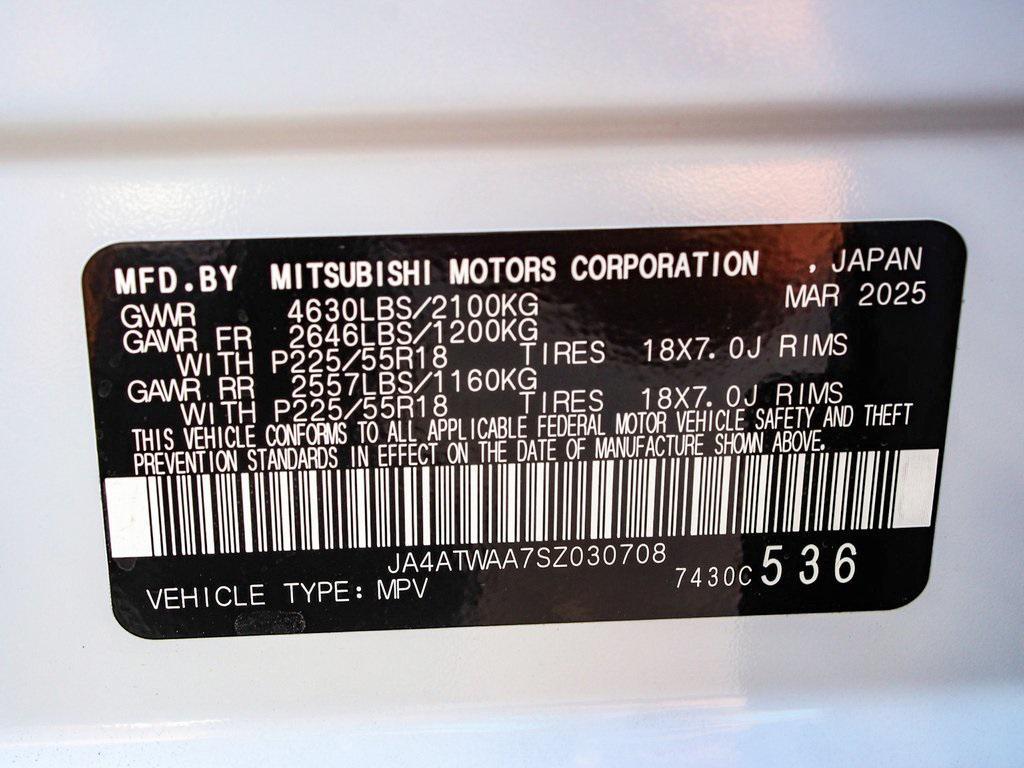 MFD.BY MITSUBISHI MOTORS CORPORATION , JAPAN
GVWR 4630LBS/2100KG MAR 2025
GAWR FR 2646LBS/1200KG
WITH P225/55R18 TIRES 18X7.0J RIMS
GAWR RR 2557LBS/1160KG
WITH P225/55R18 TIRES 18X7.0J RIMS
THIS VEHICLE CONFORMS TO ALL APPLICABLE FEDERAL MOTOR VEHICLE SAFETY AND THEFT
PREVENTION STANDARDS IN EFFECT ON THE DATE OF MANUFACTURE SHOWN ABOVE.
JA4ATWAA7SZ030708
VEHICLE TYPE: MPV 7430C 536